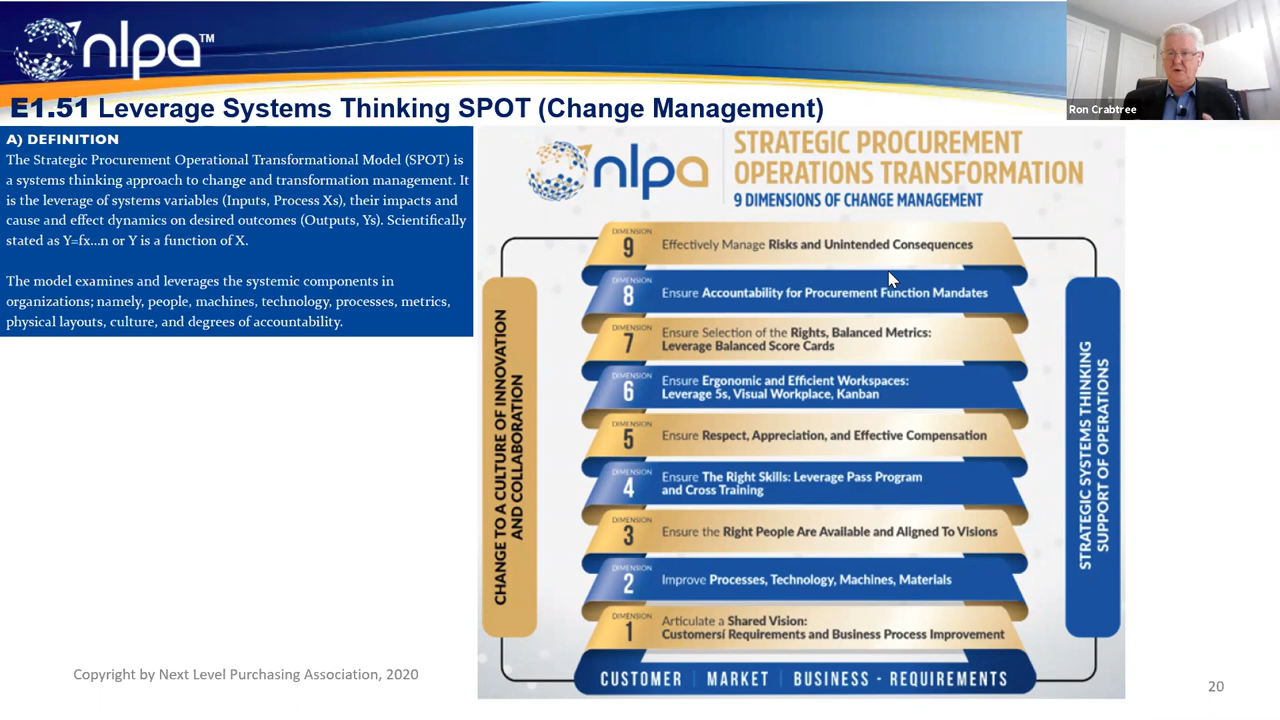 nlpa™
Ron Crabtree
E1.51 Leverage Systems Thinking SPOT (Change Management)
A) DEFINITION
The Strategic Procurement Operational Transformational Model (SPOT) is
a systems thinking approach to change and transformation management. It
is the leverage of systems variables (Inputs, Process Xs), their impacts and
cause and effect dynamics on desired outcomes (Outputs, Ys). Scientifically
stated as Y=fx...n or Y is a function of X.
The model examines and leverages the systemic components in
organizations; namely, people, machines, technology, processes, metrics,
physical layouts, culture, and degrees of accountability.
nlpa
STRATEGIC PROCUREMENT
OPERATIONS TRANSFORMATION
9 DIMENSIONS OF CHANGE MANAGEMENT
CHANGE TO A CULTURE OF INNOVATION
AND COLLABORATION
DIMENSION
9
Effectively Manage Risks and Unintended Consequences
DIMENSION
8
Ensure Accountability for Procurement Function Mandates
DIMENSION
7
Ensure Selection of the Rights, Balanced Metrics:
Leverage Balanced Score Cards
DIMENSION
6
Ensure Ergonomic and Efficient Workspaces:
Leverage 5s, Visual Workplace, Kanban
DIMENSION
5
Ensure Respect, Appreciation, and Effective Compensation
DIMENSION
4
Ensure The Right Skills: Leverage Pass Program
and Cross Training
DIMENSION
3
Ensure the Right People Are Available and Aligned To Visions
DIMENSION
2
Improve Processes, Technology, Machines, Materials
DIMENSION
1
Articulate a Shared Vision:
Customersí Requirements and Business Process Improvement
STRATEGIC SYSTEMS THINKING
SUPPORT OF OPERATIONS
CUSTOMER | MARKET | BUSINESS - REQUIREMENTS
Copyright by Next Level Purchasing Association, 2020
20